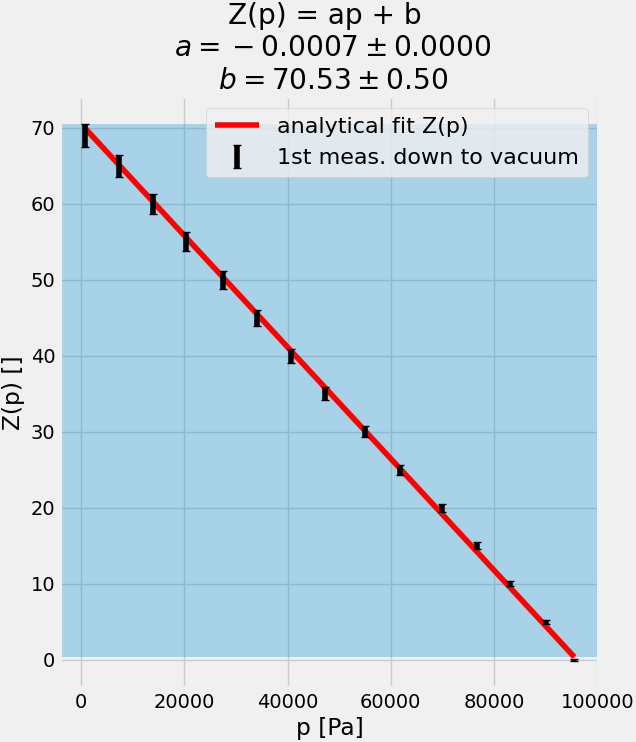 Z(p) = ap + b
a = − 0.0007 ± 0.0000
b = 70.53 ± 0.50
analytical fit Z(p)
1st meas. down to vacuum
70
60
50
40
30
20
10
0
Z(p) []
0 20000 40000 60000 80000 100000
p [Pa]